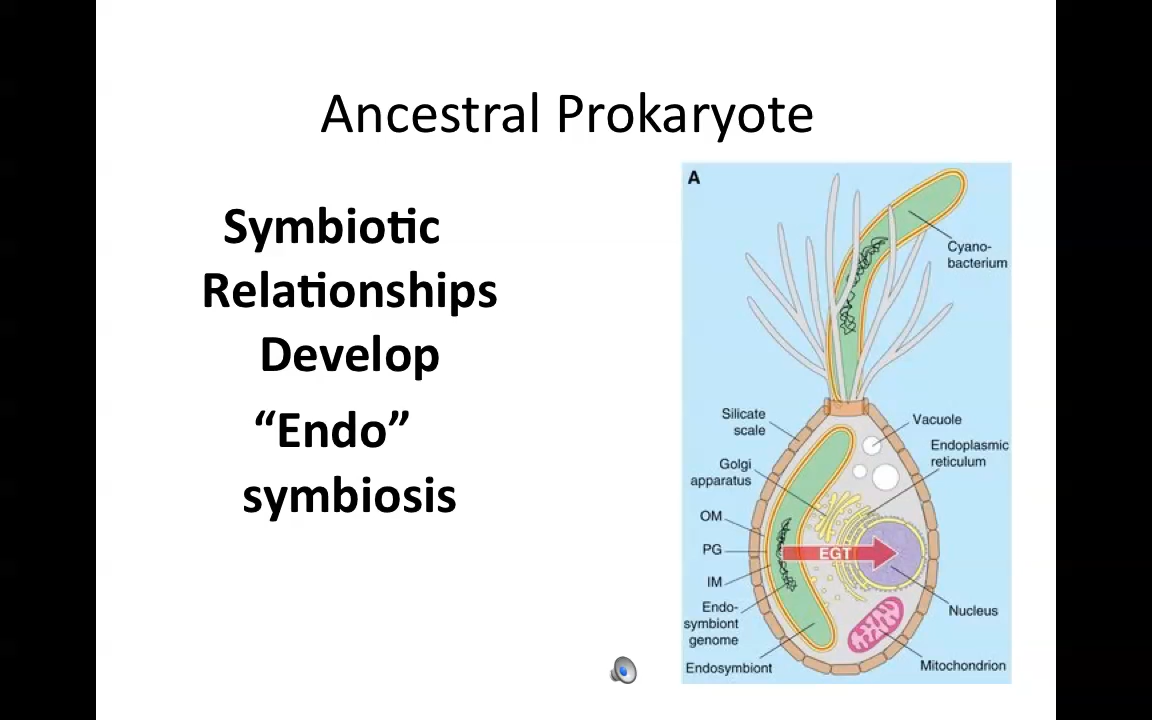 Ancestral Prokaryote
Symbiotic
Relationships
Develop
“Endo”
symbiosis
A
Cyano-
bacterium
Silicate
scale
Vacuole
Endoplasmic
reticulum
Golgi
apparatus
OM
PG
EGT
IM
Endo-
symbiont
genome
Nucleus
Endosymbiont
Mitochondrion